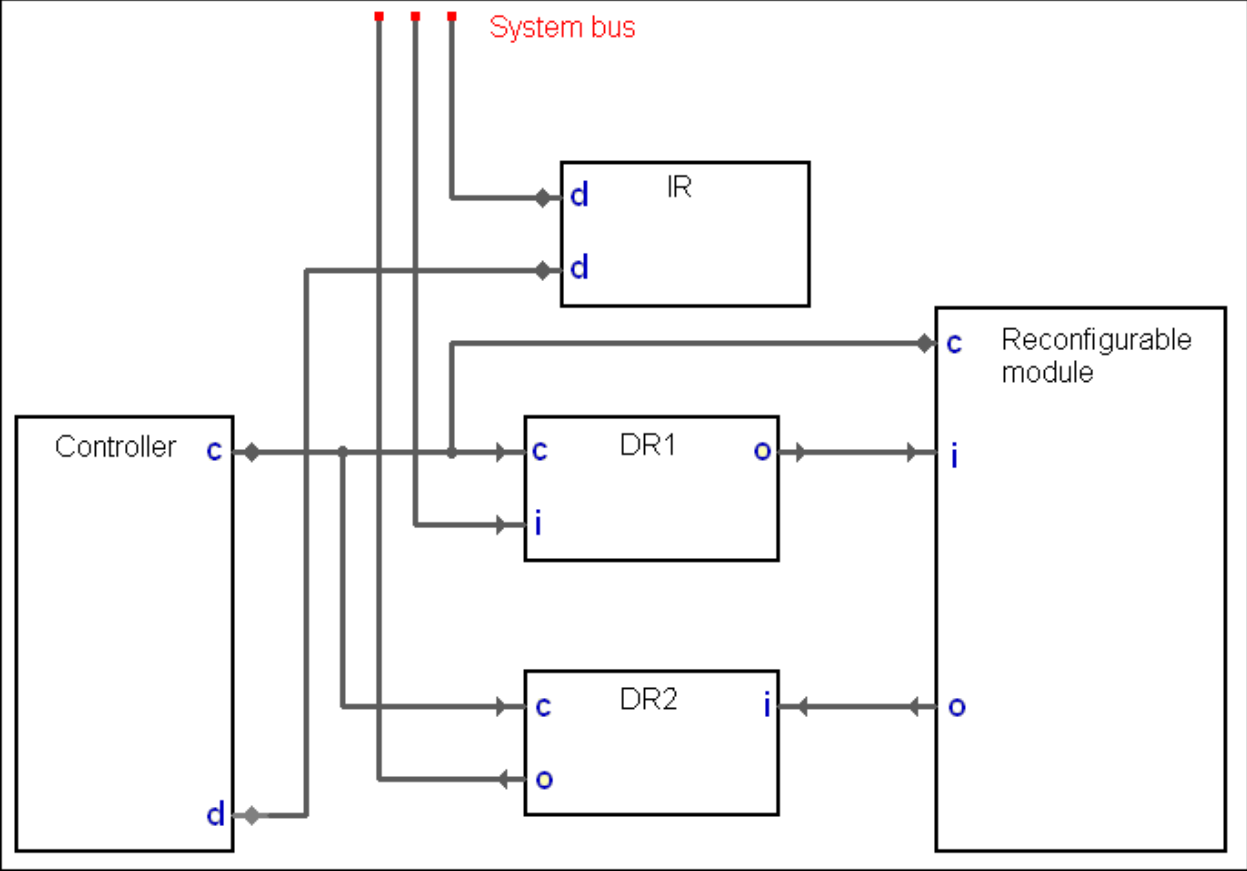 System bus
d IR
d
c Reconfigurable
module
Controller c
c DR1 o
i
i
c DR2 i
o
o
d